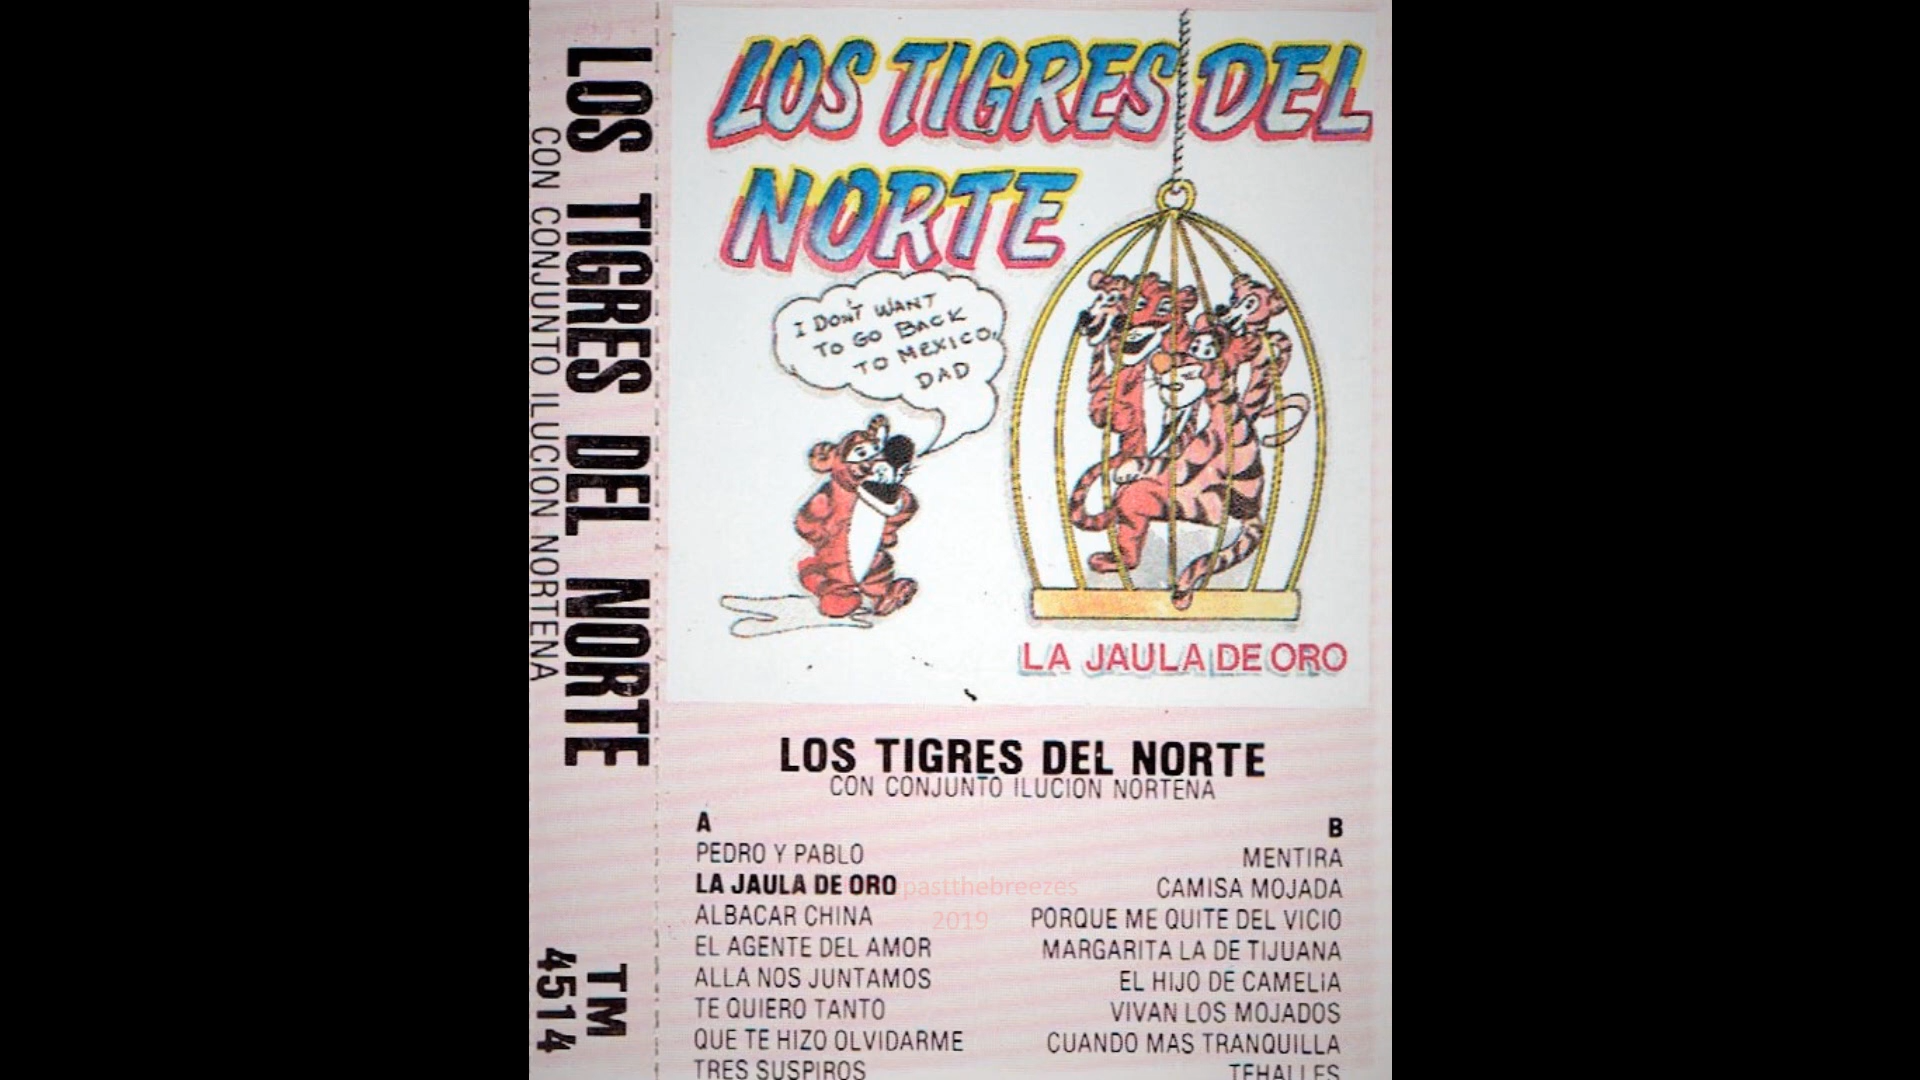 LOS TIGRES DEL NORTE
CON CONJUNTO ILUCION NORTENA
TM
4514
LOS TIGRES DEL
NORTE
I DON'T WANT
TO GO BACK
TO MEXICO,
DAD
LA JAULA DE ORO
LOS TIGRES DEL NORTE
CON CONJUNTO ILUCION NORTENA
A
PEDRO Y PABLO
LA JAULA DE ORO
ALBACAR CHINA
EL AGENTE DEL AMOR
ALLA NOS JUNTAMOS
TE QUIERO TANTO
QUE TE HIZO OLVIDARME
TRES SUSPIROS
B
MENTIRA
CAMISA MOJADA
PORQUE ME QUITE DEL VICIO
MARGARITA LA DE TIJUANA
EL HIJO DE CAMELIA
VIVAN LOS MOJADOS
CUANDO MAS TRANQUILLA
TEHALLES
2019